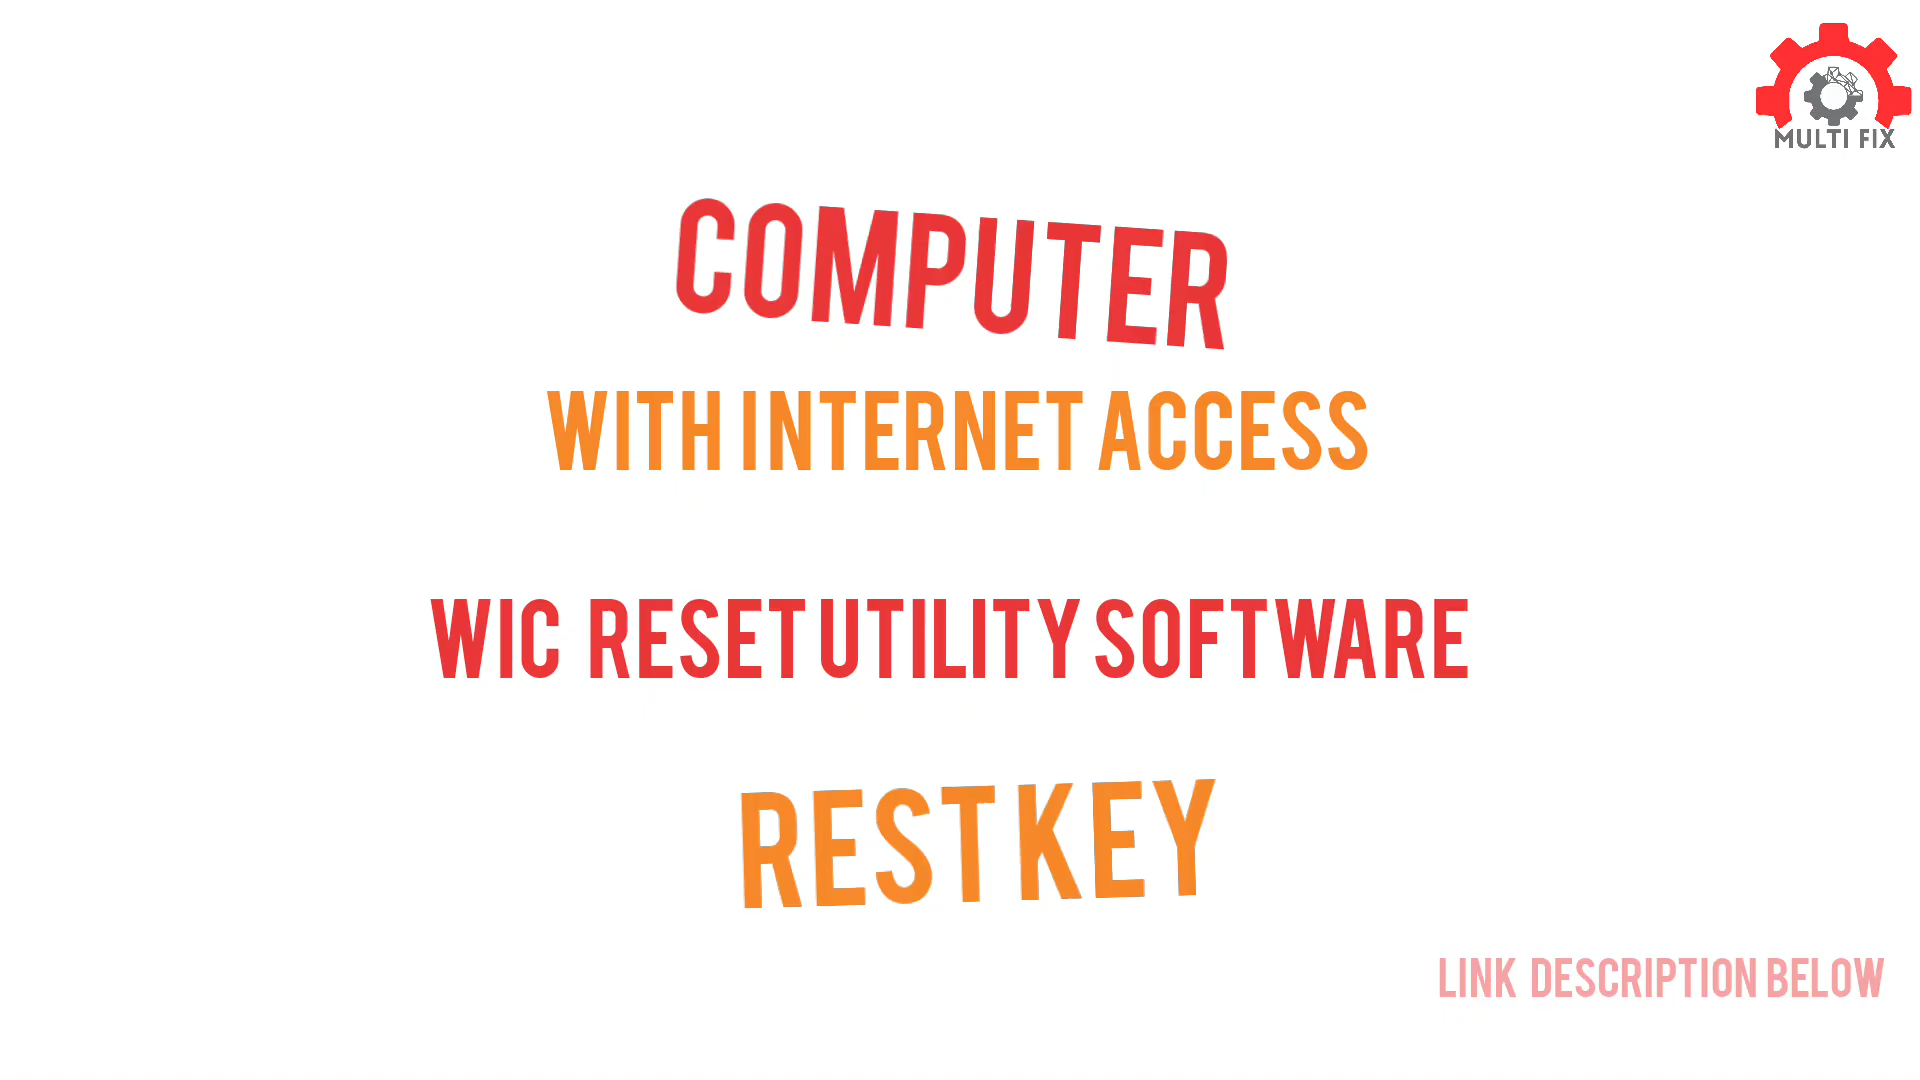 MULTI FIX
COMPUTER
WITH INTERNET ACCESS
WIC RESET UTILITY SOFTWARE
REST KEY
LINK DESCRIPTION BELOW